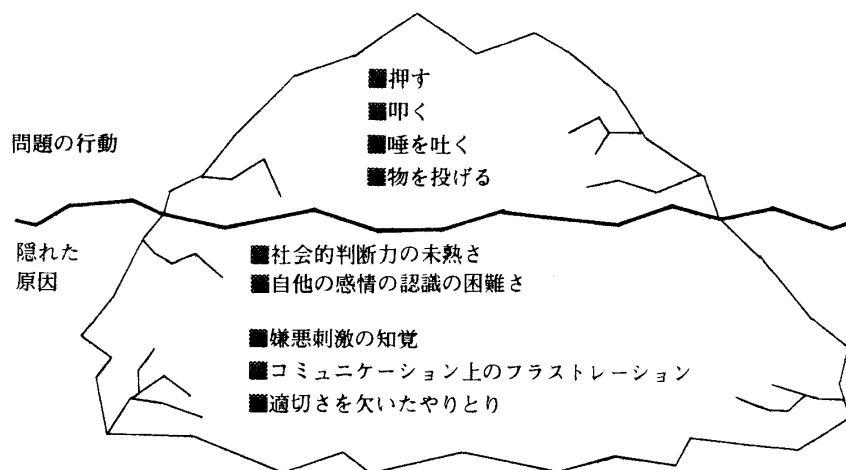 ■押す
■叩く
問題の行動
■唾を吐く
■物を投げる
隠れた
原因
■社会的判断力の未熟さ
■自他の感情の認識の困難さ
■嫌悪刺激の知覚
■コミュニケーション上のフラストレーション
■適切さを欠いたやりとり